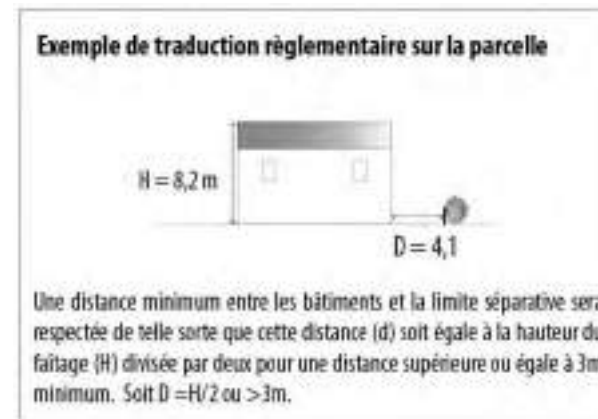 Exemple de traduction règlementaire sur la parcelle
H = 8,2 m
D = 4,1
Une distance minimum entre les bâtiments et la limite séparative sera
respectée de telle sorte que cette distance (d) soit égale à la hauteur du
faîtage (H) divisée par deux pour une distance supérieure ou égale à 3m
minimum. Soit D =H/2 ou >3m.